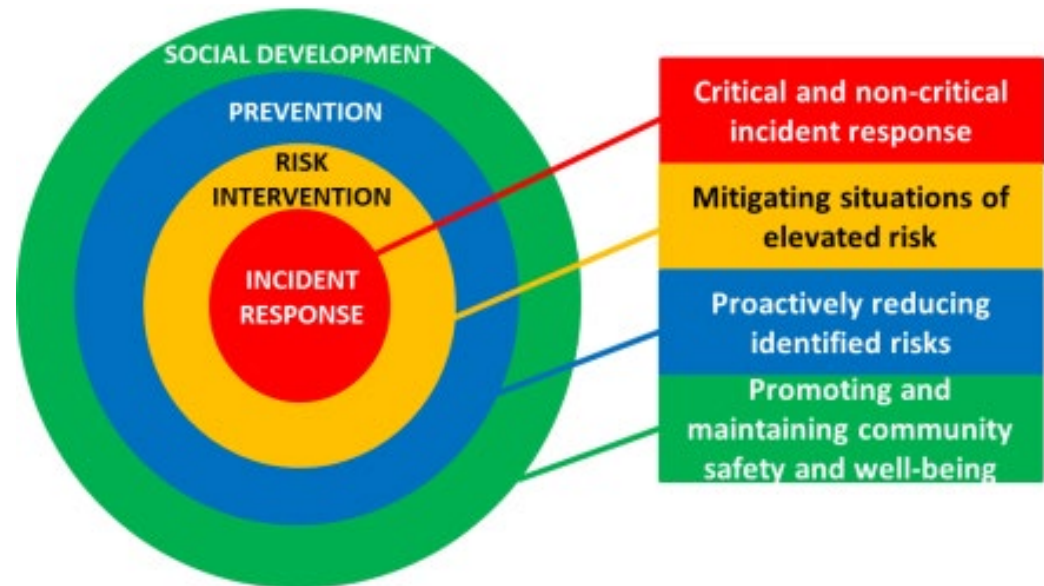 SOCIAL DEVELOPMENT
PREVENTION
RISK
INTERVENTION
INCIDENT
RESPONSE
Critical and non-critical
incident response
Mitigating situations of
elevated risk
Proactively reducing
identified risks
Promoting and
maintaining community
safety and well-being